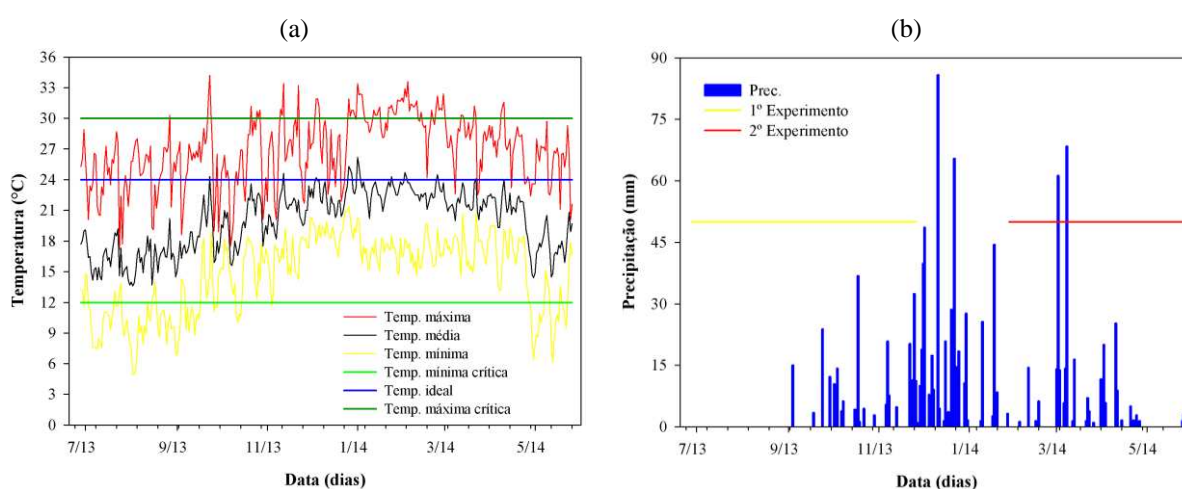 (a)
36
33
30
27
24
21
18
15
12
9
6
3
0
Temperatura (°C)
Temp. máxima
Temp. média
Temp. mínima
Temp. mínima crítica
Temp. ideal
Temp. máxima crítica
7/13 9/13 11/13 1/14 3/14 5/14
Data (dias)
(b)
90
75
60
45
30
15
0
Precipitação (mm)
Prec.
1º Experimento
2º Experimento
7/13 9/13 11/13 1/14 3/14 5/14
Data (dias)